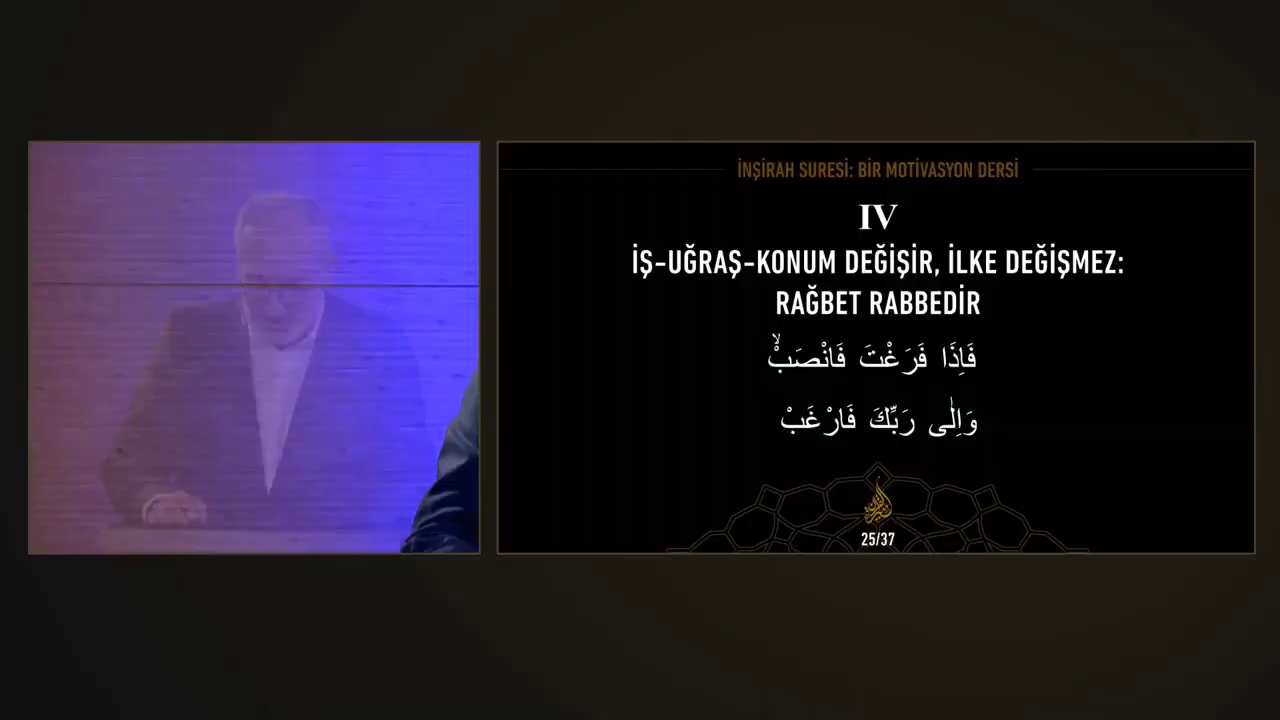 İNŞİRAH SURESİ: BİR MOTİVASYON DERSİ
IV
İŞ-UĞRAŞ-KONUM DEĞİŞİR, İLKE DEĞİŞMEZ:
RAĞBET RABBEDİR
فَاِذَا فَرَغْتَ فَانْصَبْۙ
وَاِلٰى رَبِّكَ فَارْغَبْ
25/37